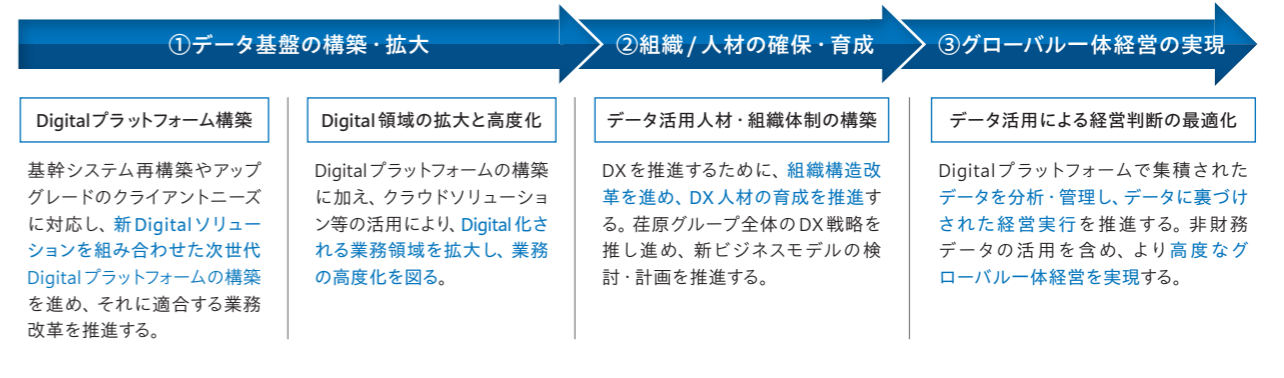 ①データ基盤の構築・拡大
②組織/人材の確保・育成
③グローバル一体経営の実現
Digitalプラットフォーム構築
基幹システム再構築やアップ
グレードのクライアントニーズ
に対応し、新Digitalソリュー
ションを組み合わせた次世代
Digitalプラットフォームの構築
を進め、それに適合する業務
改革を推進する。
Digital領域の拡大と高度化
Digitalプラットフォームの構築
に加え、クラウドソリューショ
ン等の活用により、Digital化さ
れる業務領域を拡大し、業務
の高度化を図る。
データ活用人材・組織体制の構築
DXを推進するために、組織構造改
革を進め、DX人材の育成を推進す
る。荏原グループ全体のDX戦略を
推し進め、新ビジネスモデルの検
討・計画を推進する。
データ活用による経営判断の最適化
Digitalプラットフォームで集積された
データを分析・管理し、データに裏づけ
された経営実行を推進する。非財務
データの活用を含め、より高度なグ
ローバル一体経営を実現する。